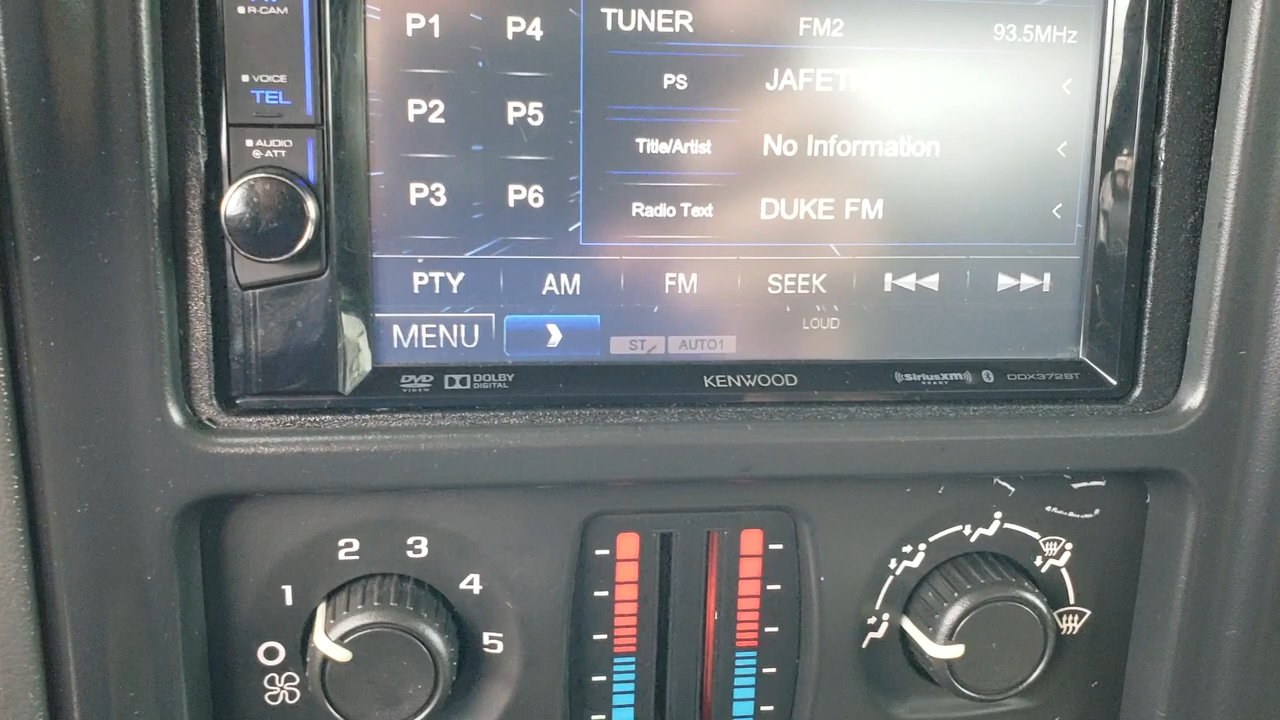 R-CAM
P1 P4 TUNER FM2 93.5MHz
VOICE
TEL
PS JAFET
P2 P5
AUDIO
ATT
Title/Artist No Information
P3 P6
Radio Text DUKE FM
PTY AM FM SEEK
LOUD
MENU ST AUTO1
DVD VIDEO DOLBY DIGITAL KENWOOD SiriusXM READY DDX372BT
2 3
1 4
5